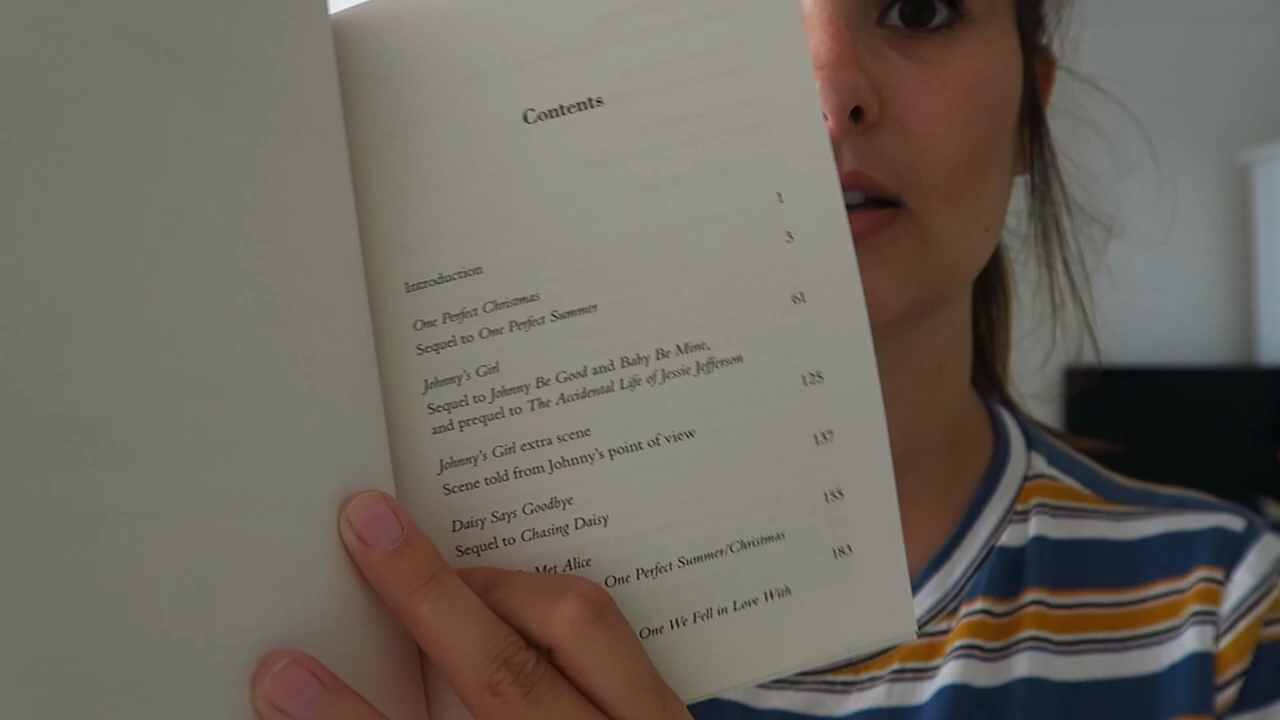 Contents
Introduction 1
One Perfect Christmas 3
Sequel to One Perfect Summer
Johnny's Girl 61
Sequel to Johnny Be Good and Baby Be Mine,
and prequel to The Accidental Life of Jessie Jefferson
Johnny's Girl extra scene 125
Scene told from Johnny's point of view
Daisy Says Goodbye 137
Sequel to Chasing Daisy
Met Alice 155
One Perfect Summer/Christmas
183
One We Fell in Love With